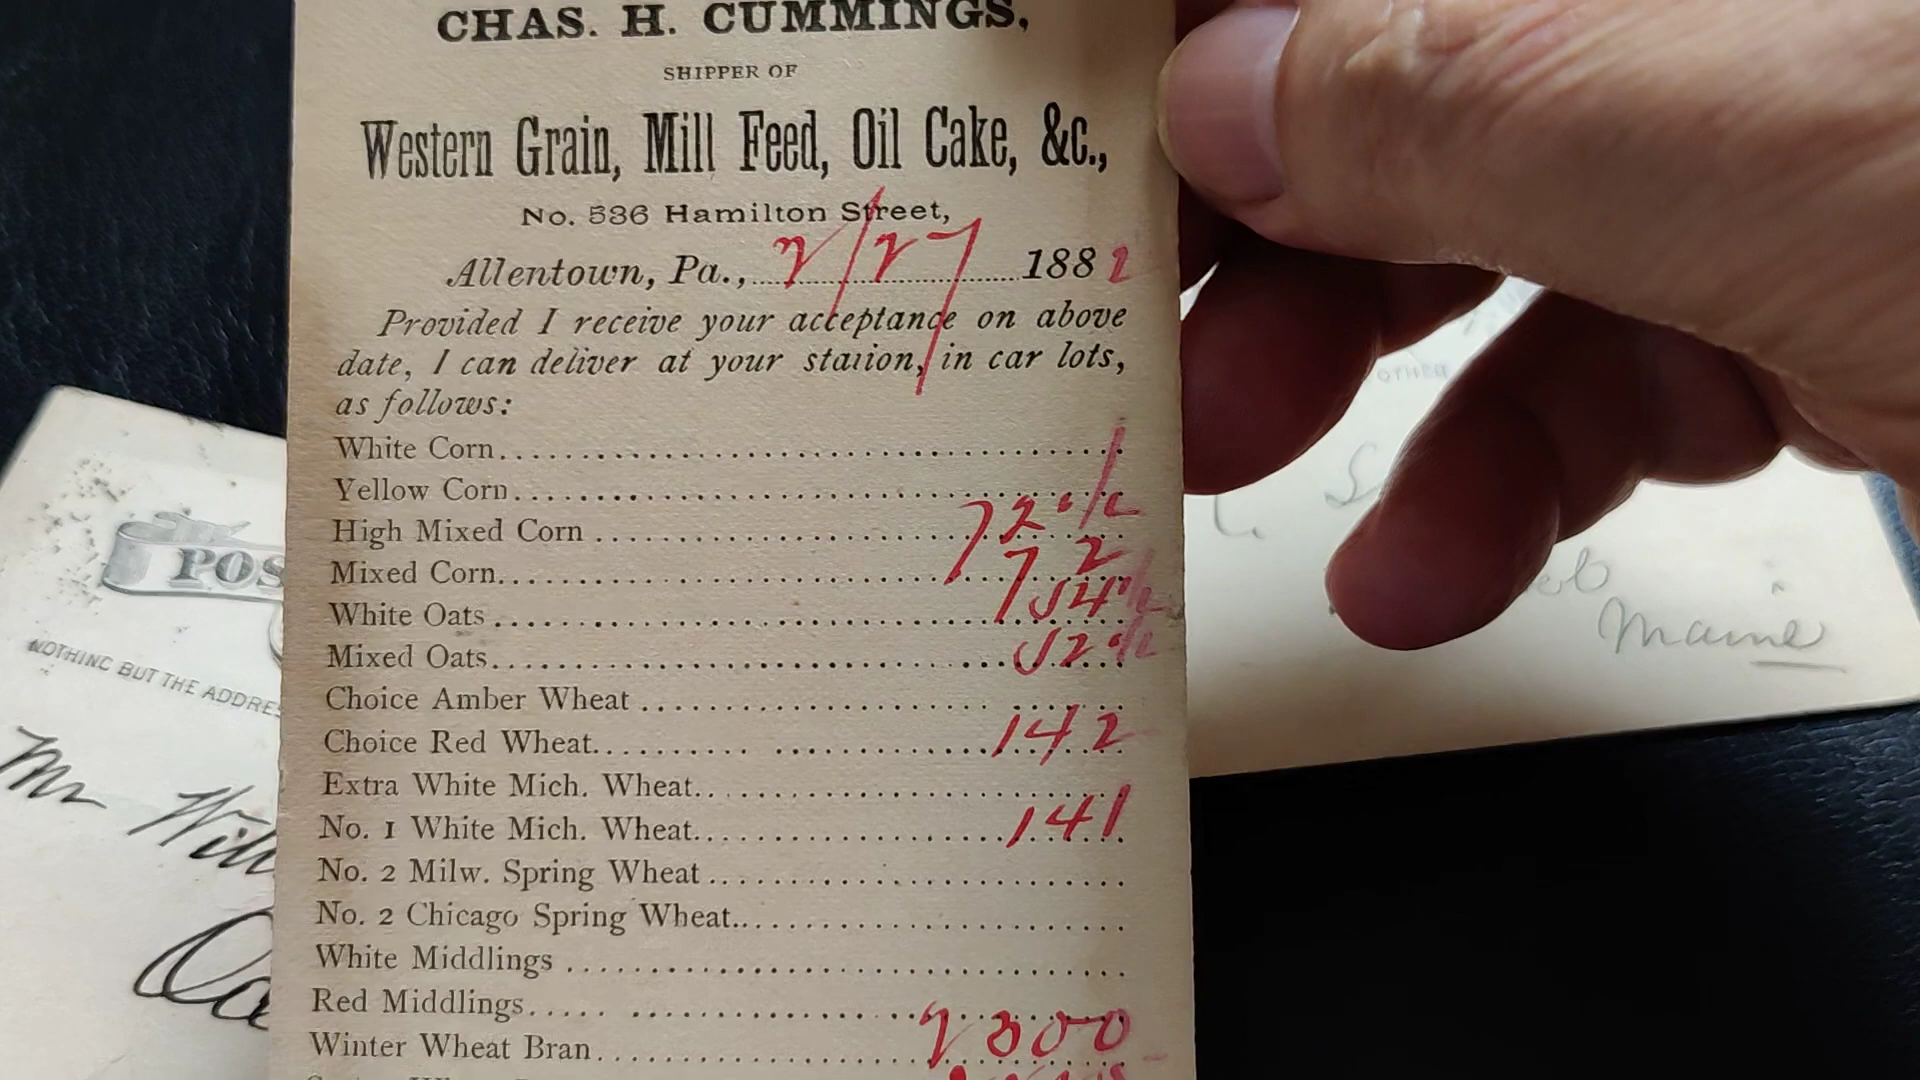 CHAS. H. CUMMINGS,
SHIPPER OF
Western Grain, Mill Feed, Oil Cake, &c.,
No. 536 Hamilton Street,
Allentown, Pa., 2/27 1882
Provided I receive your acceptance on above
date, I can deliver at your station, in car lots,
as follows:
White Corn
Yellow Corn
High Mixed Corn 72 1/2
Mixed Corn 72
White Oats 54 1/2
Mixed Oats 52 1/2
Choice Amber Wheat
Choice Red Wheat 142
Extra White Mich. Wheat
No. 1 White Mich. Wheat 141
No. 2 Milw. Spring Wheat
No. 2 Chicago Spring Wheat
White Middlings
Red Middlings
Winter Wheat Bran 2300
POS
NOTHING BUT THE ADDRES
Mr Will
OTHER
Maine